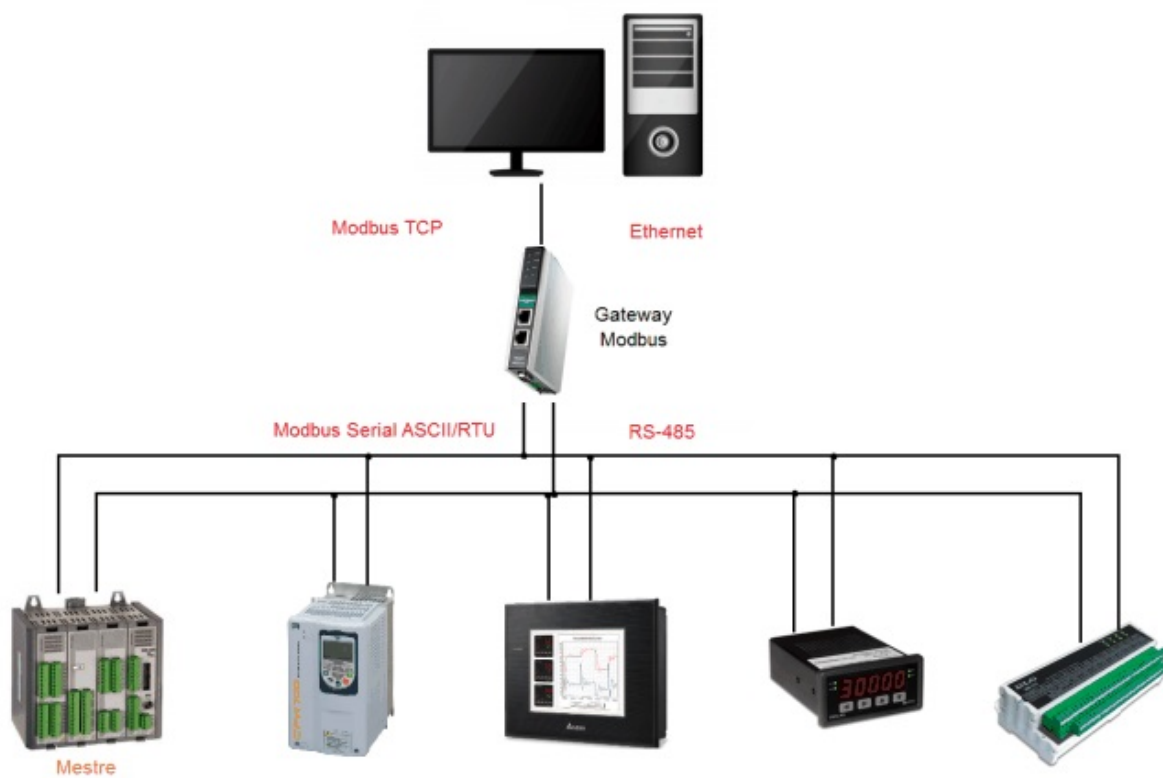 Modbus TCP
Ethernet
Gateway
Modbus
Modbus Serial ASCII/RTU
RS-485
30000
Mestre